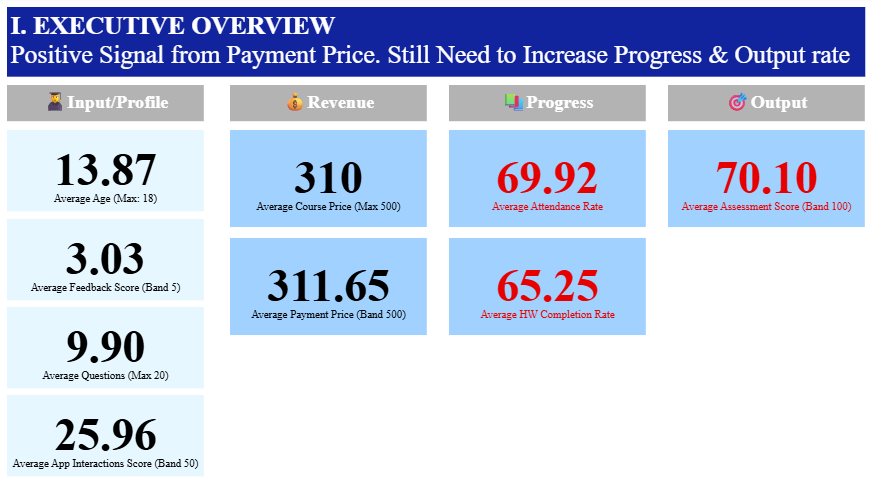 I. EXECUTIVE OVERVIEW
Positive Signal from Payment Price. Still Need to Increase Progress & Output rate
Input/Profile
13.87
Average Age (Max: 18)
3.03
Average Feedback Score (Band 5)
9.90
Average Questions (Max 20)
25.96
Average App Interactions Score (Band 50)
Revenue
310
Average Course Price (Max 500)
311.65
Average Payment Price (Band 500)
Progress
69.92
Average Attendance Rate
65.25
Average HW Completion Rate
Output
70.10
Average Assessment Score (Band 100)